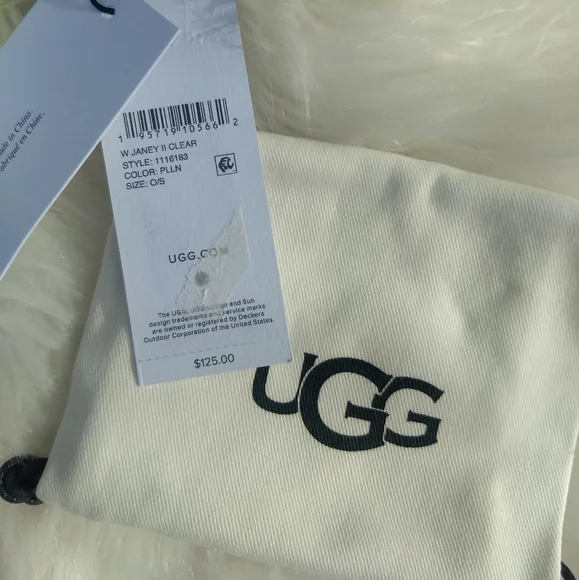 ade in China.
abriqué en Chine.
1 95719 10566 2
W JANEY II CLEAR
STYLE: 1116183
COLOR: PLLN
SIZE: O/S
UGG.COM
The UGG, UGG design and Sun
design trademarks and service marks
are owned or registered by Deckers
Outdoor Corporation of the United States.
$125.00
UGG